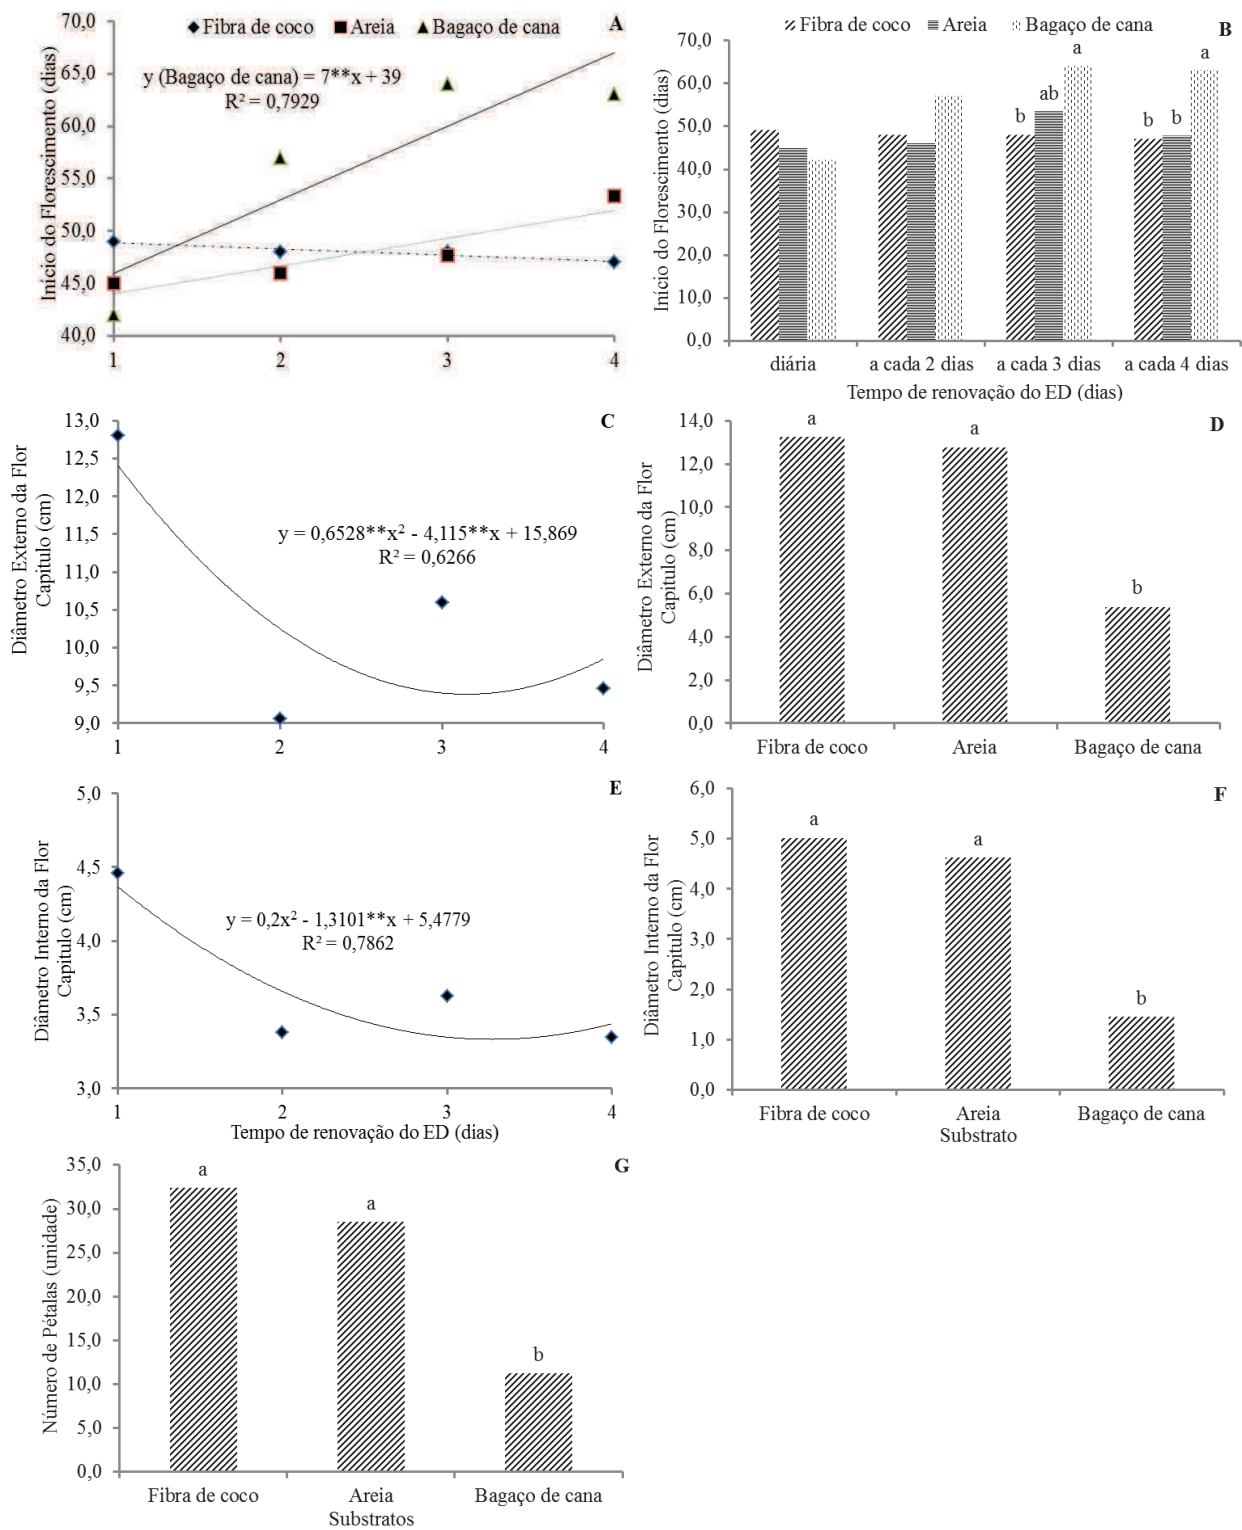 A
Fibra de coco Areia Bagaço de cana
y (Bagaço de cana) = 7**x + 39
R² = 0,7929
Início do Florescimento (dias)
70,0
65,0
60,0
55,0
50,0
45,0
40,0
1 2 3 4
Fibra de coco Areia Bagaço de cana
B
Início do Florescimento (dias)
70,0
60,0
50,0
40,0
30,0
20,0
10,0
0,0
b ab a b b a
diária a cada 2 dias a cada 3 dias a cada 4 dias
Tempo de renovação do ED (dias)
C
Diâmetro Externo da Flor
Capitulo (cm)
13,0
12,5
12,0
11,5
11,0
10,5
10,0
9,5
9,0
y = 0,6528**x² - 4,115**x + 15,869
R² = 0,6266
1 2 3 4
D
Diâmetro Externo da Flor
Capitulo (cm)
14,0
12,0
10,0
8,0
6,0
4,0
2,0
0,0
a a b
Fibra de coco Areia Bagaço de cana
E
Diâmetro Interno da Flor
Capitulo (cm)
5,0
4,5
4,0
3,5
3,0
y = 0,2x² - 1,3101**x + 5,4779
R² = 0,7862
1 2 3 4
Tempo de renovação do ED (dias)
F
Diâmetro Interno da Flor
Capitulo (cm)
6,0
5,0
4,0
3,0
2,0
1,0
0,0
a a b
Fibra de coco Areia Bagaço de cana
Substrato
G
Número de Pétalas (unidade)
35,0
30,0
25,0
20,0
15,0
10,0
5,0
0,0
a a b
Fibra de coco Areia Bagaço de cana
Substratos